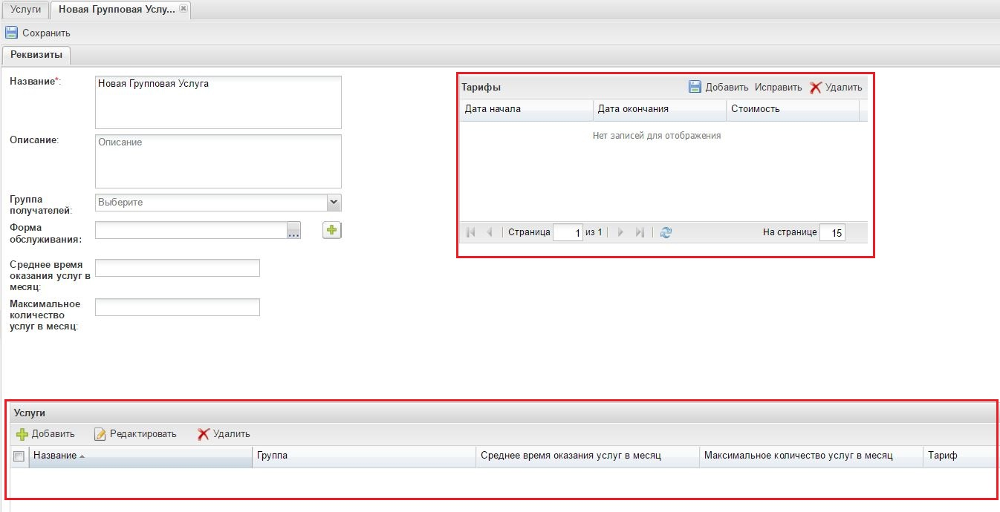 Услуги
Новая Групповая Услу...
Сохранить
Реквизиты
Название*:
Новая Групповая Услуга
Описание:
Описание
Группа
получателей:
Выберите
Форма
обслуживания:
...
Среднее время
оказания услуг в
месяц:
Максимальное
количество
услуг в месяц:
Тарифы
Добавить Исправить Удалить
Дата начала Дата окончания Стоимость
Нет записей для отображения
Страница 1 из 1 На странице 15
Услуги
Добавить Редактировать Удалить
Название Группа Среднее время оказания услуг в месяц Максимальное количество услуг в месяц Тариф